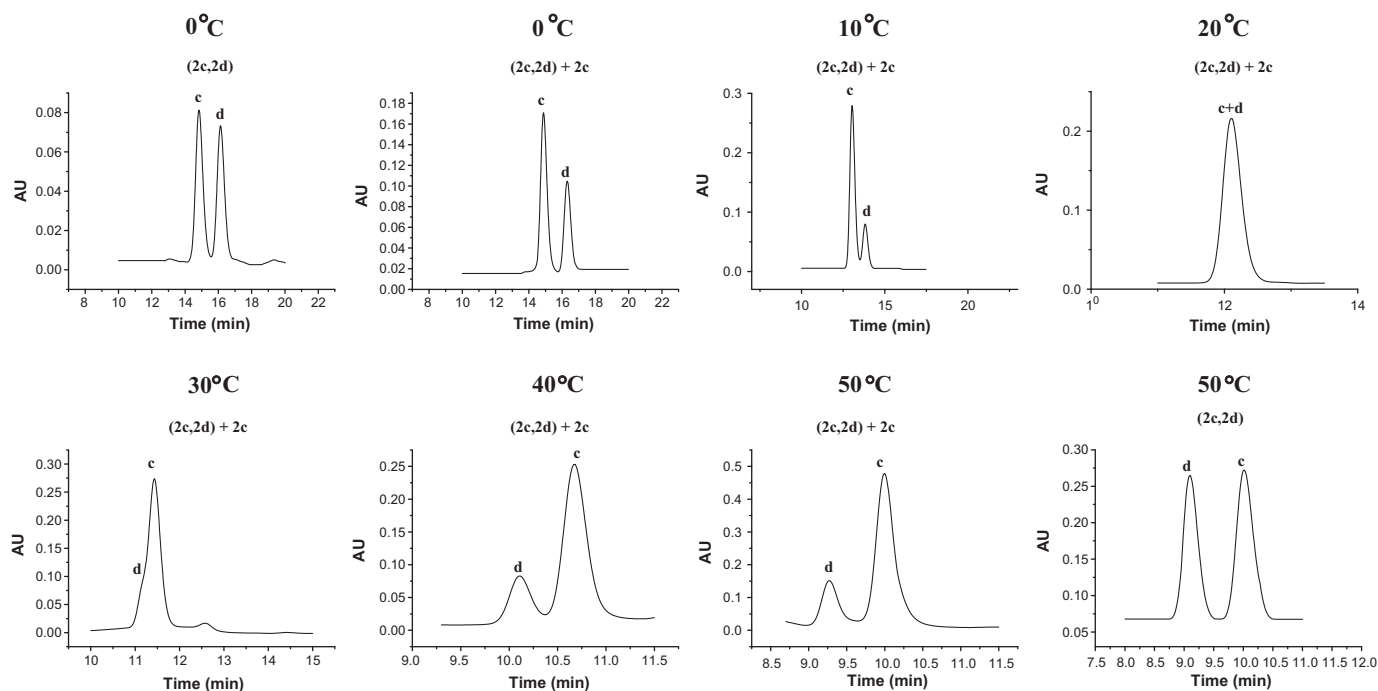 0°C
(2c,2d)
c
d
0.08
0.06
0.04
0.02
0.00
AU
8 10 12 14 16 18 20 22
Time (min)
0°C
(2c,2d) + 2c
c
d
0.18
0.16
0.14
0.12
0.10
0.08
0.06
0.04
0.02
0.00
AU
8 10 12 14 16 18 20 22
Time (min)
10°C
(2c,2d) + 2c
c
d
0.3
0.2
0.1
0.0
AU
10 15 20
Time (min)
20°C
(2c,2d) + 2c
c+d
0.2
0.1
0.0
AU
10 12 14
Time (min)
30°C
(2c,2d) + 2c
c
d
0.30
0.25
0.20
0.15
0.10
0.05
0.00
AU
10 11 12 13 14 15
Time (min)
40°C
(2c,2d) + 2c
c
d
0.25
0.20
0.15
0.10
0.05
0.00
AU
9.0 9.5 10.0 10.5 11.0 11.5
Time (min)
50°C
(2c,2d) + 2c
c
d
0.5
0.4
0.3
0.2
0.1
0.0
AU
8.5 9.0 9.5 10.0 10.5 11.0 11.5
Time (min)
50°C
(2c,2d)
d
c
0.30
0.25
0.20
0.15
0.10
0.05
AU
7.5 8.0 8.5 9.0 9.5 10.0 10.5 11.0 11.5 12.0
Time (min)